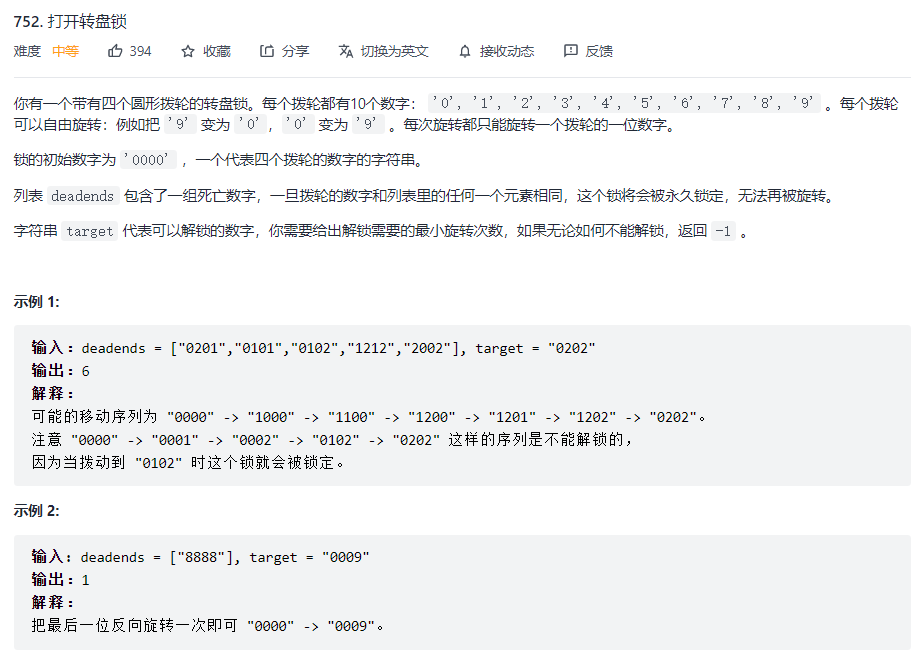 752. 打开转盘锁
难度 中等 394 收藏 分享 切换为英文 接收动态 反馈
你有一个带有四个圆形拨轮的转盘锁。每个拨轮都有10个数字： '0', '1', '2', '3', '4', '5', '6', '7', '8', '9' 。每个拨轮
可以自由旋转：例如把 '9' 变为 '0'， '0' 变为 '9' 。每次旋转都只能旋转一个拨轮的一位数字。
锁的初始数字为 '0000' ，一个代表四个拨轮的数字的字符串。
列表 deadends 包含了一组死亡数字，一旦拨轮的数字和列表里的任何一个元素相同，这个锁将会被永久锁定，无法再被旋转。
字符串 target 代表可以解锁的数字，你需要给出解锁需要的最小旋转次数，如果无论如何不能解锁，返回 -1 。
示例 1:
输入：deadends = ["0201","0101","0102","1212","2002"], target = "0202"
输出：6
解释：
可能的移动序列为 "0000" -> "1000" -> "1100" -> "1200" -> "1201" -> "1202" -> "0202"。
注意 "0000" -> "0001" -> "0002" -> "0102" -> "0202" 这样的序列是不能解锁的，
因为当拨动到 "0102" 时这个锁就会被锁定。
示例 2:
输入: deadends = ["8888"], target = "0009"
输出：1
解释：
把最后一位反向旋转一次即可 "0000" -> "0009"。